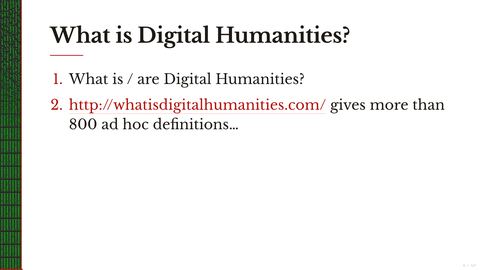 What is Digital Humanities?
1. What is / are Digital Humanities?
2. http://whatisdigitalhumanities.com/ gives more than
800 ad hoc definitions…